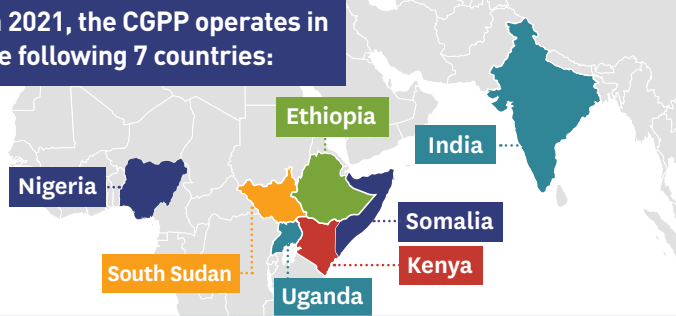 2021, the CGPP operates in
following 7 countries:
Ethiopia
India
Nigeria
Somalia
South Sudan
Kenya
Uganda